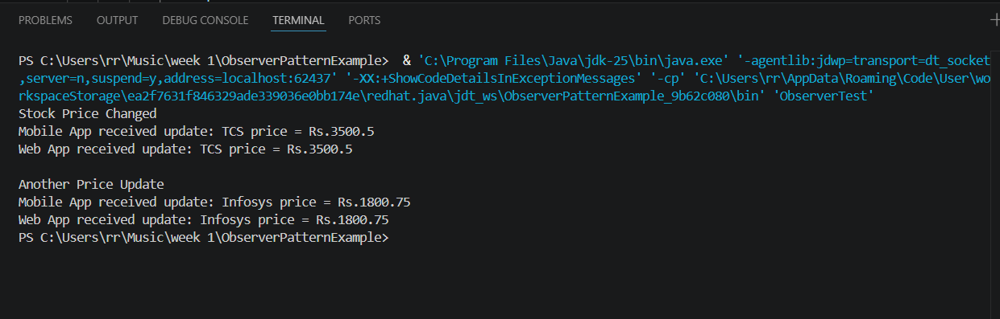 PROBLEMS OUTPUT DEBUG CONSOLE TERMINAL PORTS
PS C:\Users\rr\Music\week 1\ObserverPatternExample>  & 'C:\Program Files\Java\jdk-25\bin\java.exe' '-agentlib:jdwp=transport=dt_socket
,server=n,suspend=y,address=localhost:62437' '-XX:+ShowCodeDetailsInExceptionMessages' '-cp' 'C:\Users\rr\AppData\Roaming\Code\User\wo
rkspaceStorage\ea2f7631f846329ade339036e0bb174e\redhat.java\jdt_ws\ObserverPatternExample_9b62c080\bin' 'ObserverTest'
Stock Price Changed
Mobile App received update: TCS price = Rs.3500.5
Web App received update: TCS price = Rs.3500.5
Another Price Update
Mobile App received update: Infosys price = Rs.1800.75
Web App received update: Infosys price = Rs.1800.75
PS C:\Users\rr\Music\week 1\ObserverPatternExample>